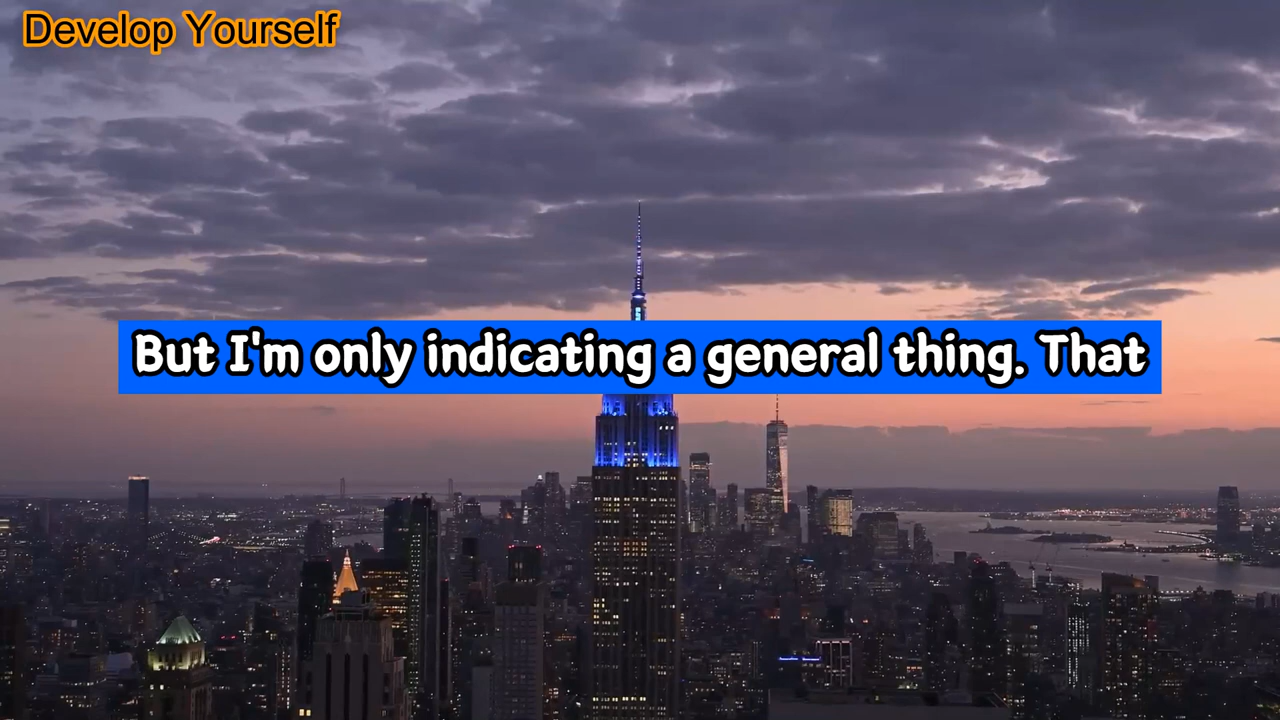 Develop Yourself
But I'm only indicating a general thing. That